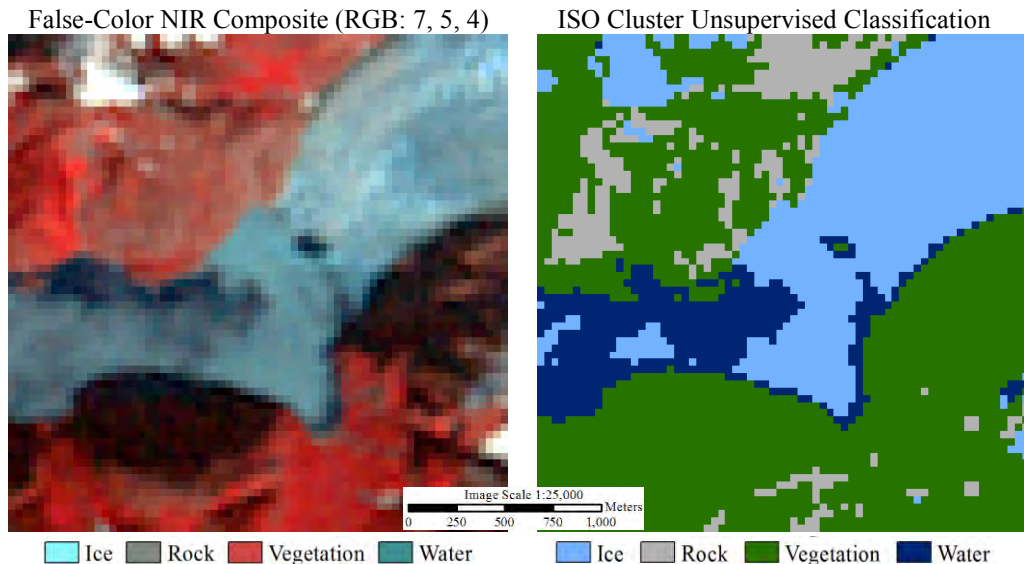 False-Color NIR Composite (RGB: 7, 5, 4)
ISO Cluster Unsupervised Classification
Image Scale 1:25,000
Meters
0 250 500 750 1,000
Ice Rock Vegetation Water
Ice Rock Vegetation Water